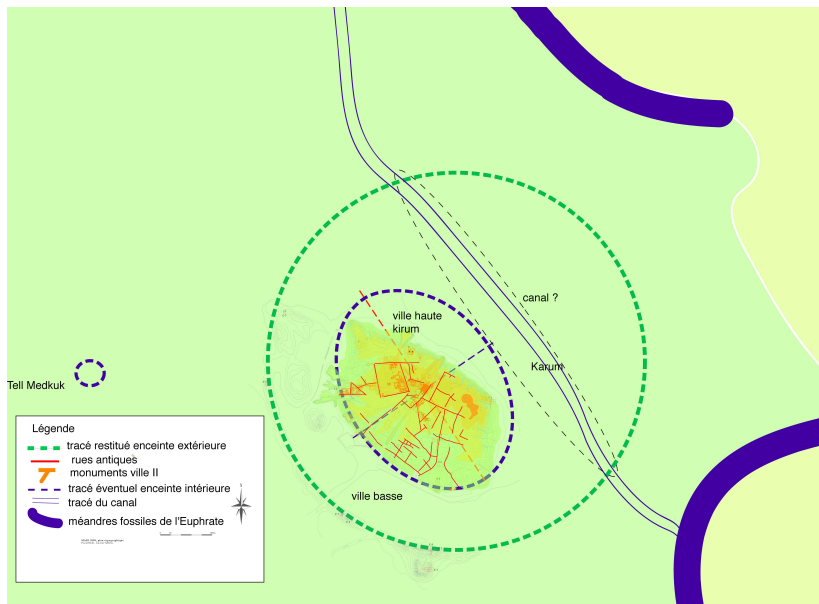 ville haute
kirum
canal ?
Karum
Tell Medkuk
ville basse
Légende
tracé restitué enceinte extérieure
rues antiques
monuments ville II
tracé éventuel enceinte intérieure
tracé du canal
méandres fossiles de l'Euphrate